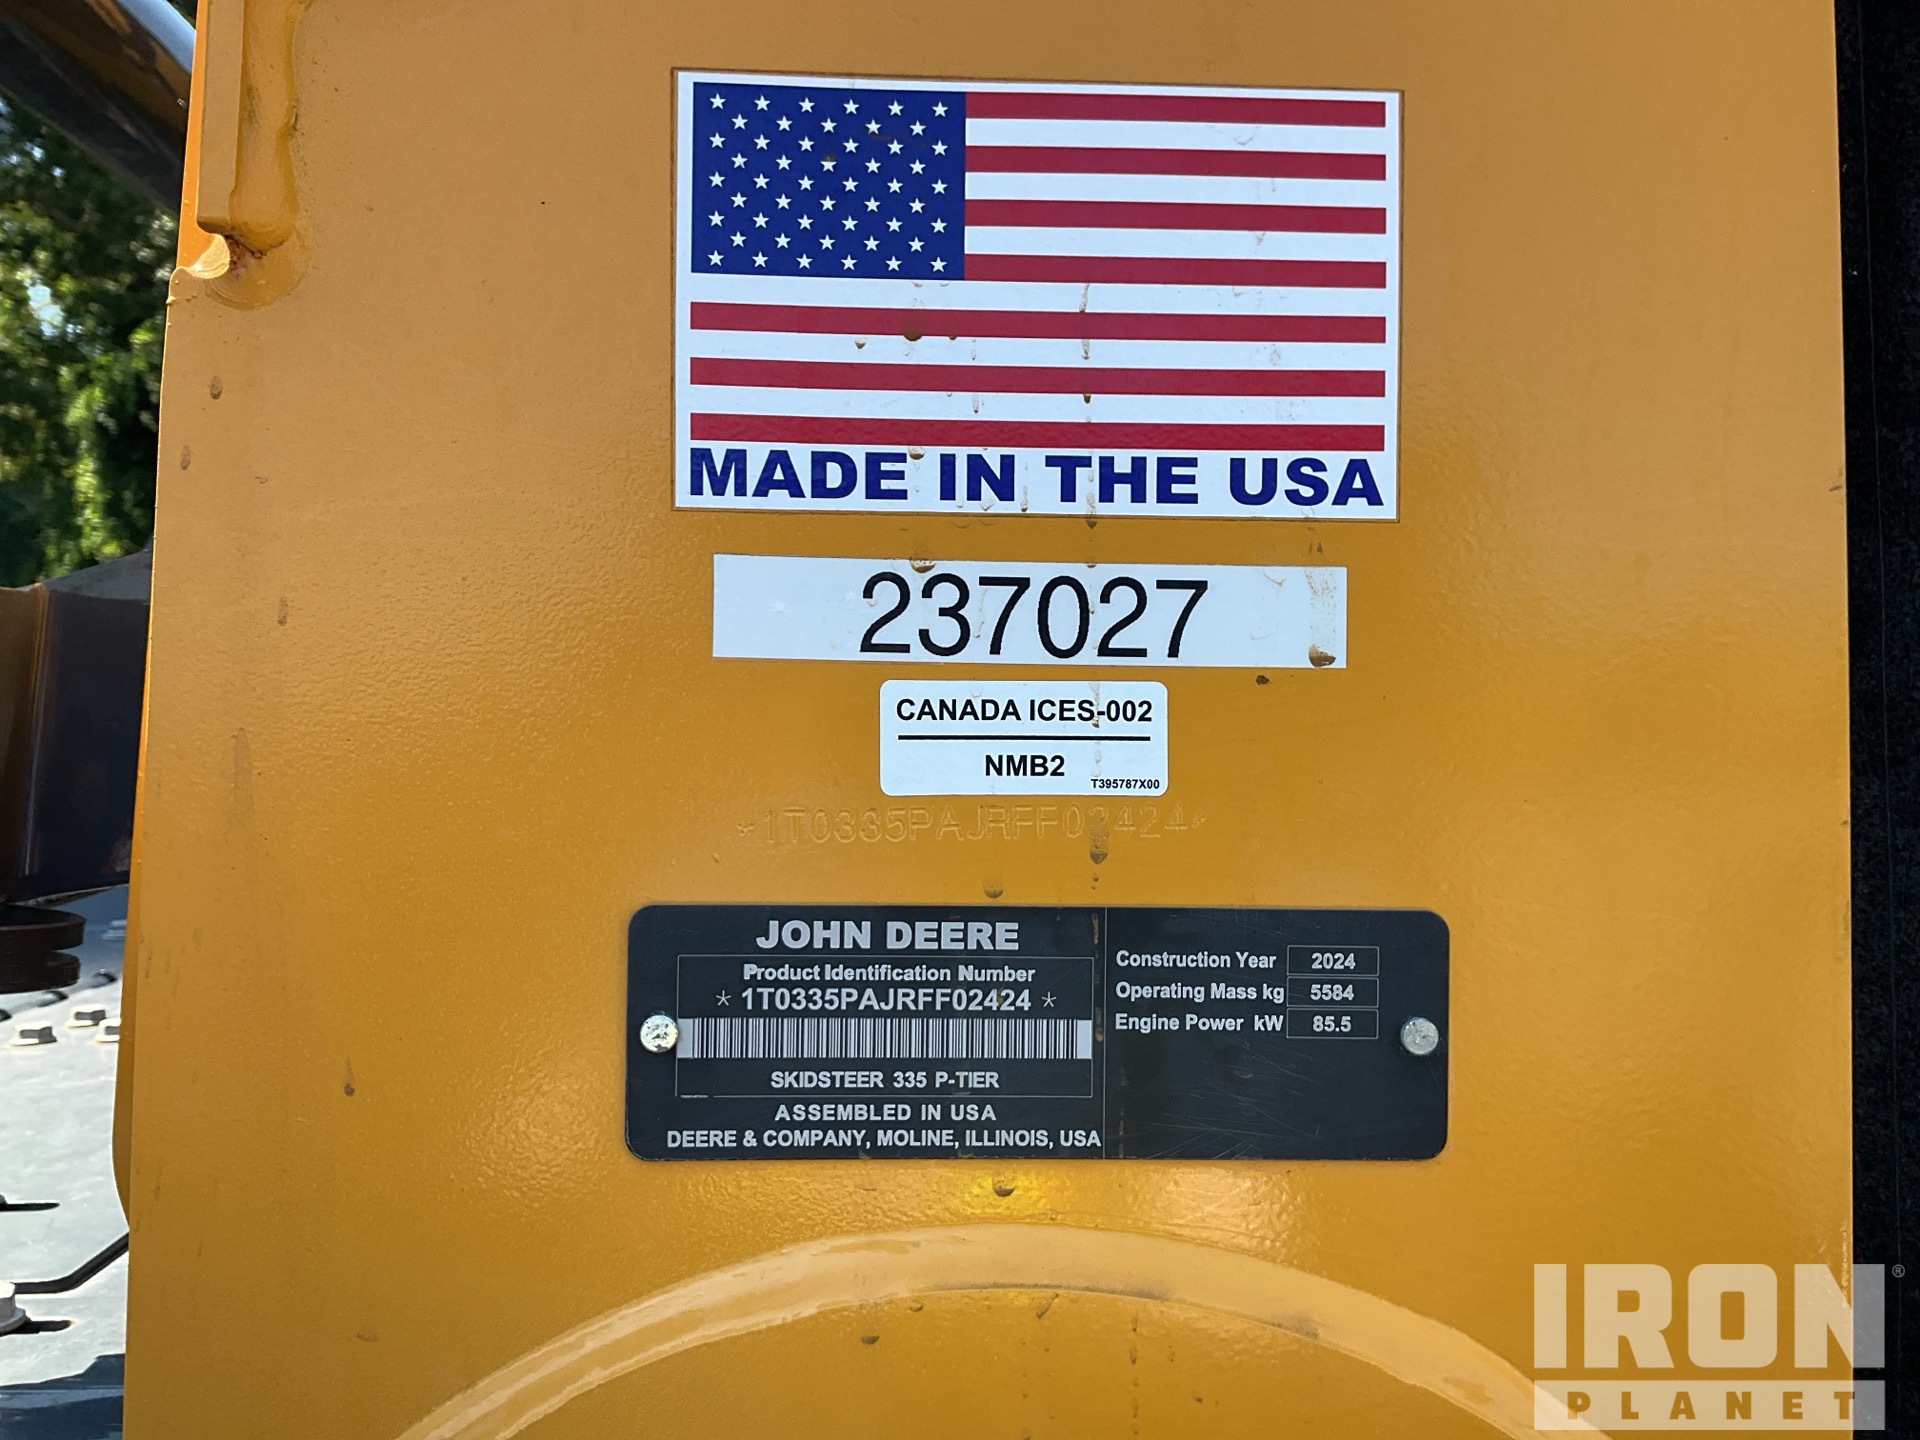 MADE IN THE USA
237027
CANADA ICES-002
NMB2
T395787X00
*1T0335PAJRFF02424*
JOHN DEERE
Product Identification Number
* 1T0335PAJRFF02424 *
SKIDSTEER 335 P-TIER
ASSEMBLED IN USA
DEERE & COMPANY, MOLINE, ILLINOIS, USA
Construction Year 2024
Operating Mass kg 5584
Engine Power kW 85.5
IRON ®
PLANET